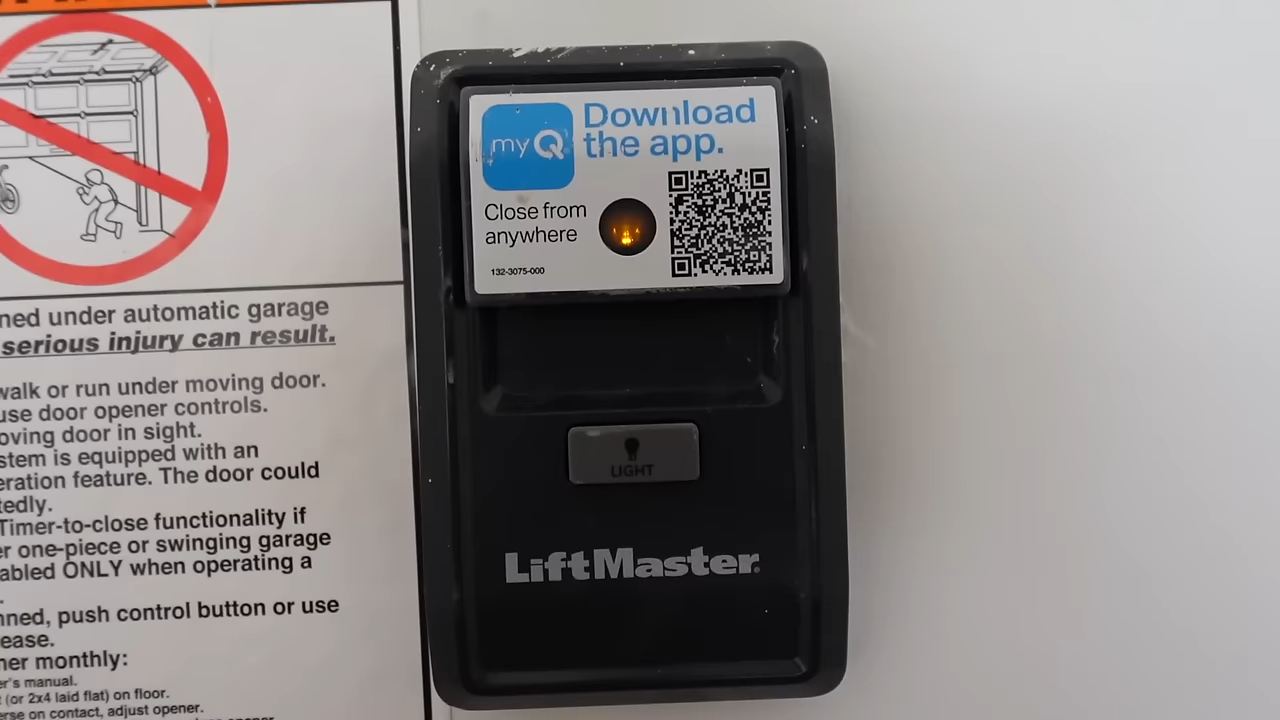 ned under automatic garage
serious injury can result.
walk or run under moving door.
use door opener controls.
oving door in sight.
stem is equipped with an
eration feature. The door could
tedly.
Timer-to-close functionality if
er one-piece or swinging garage
abled ONLY when operating a
nned, push control button or use
ease.
ner monthly:
er's manual.
(or 2x4 laid flat) on floor.
erse on contact, adjust opener.
myQ
Download
the app.
Close from
anywhere
132-3075-000
LIGHT
LiftMaster